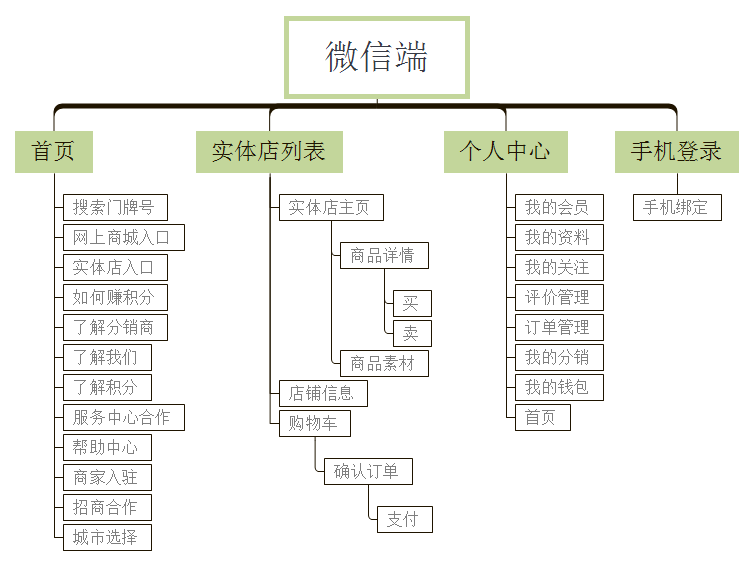 微信端
首页
搜索门牌号
网上商城入口
实体店入口
如何赚积分
了解分销商
了解我们
了解积分
服务中心合作
帮助中心
商家入驻
招商合作
城市选择
实体店列表
实体店主页
商品详情
买
卖
商品素材
店铺信息
购物车
确认订单
支付
个人中心
我的会员
我的资料
我的关注
评价管理
订单管理
我的分销
我的钱包
首页
手机登录
手机绑定